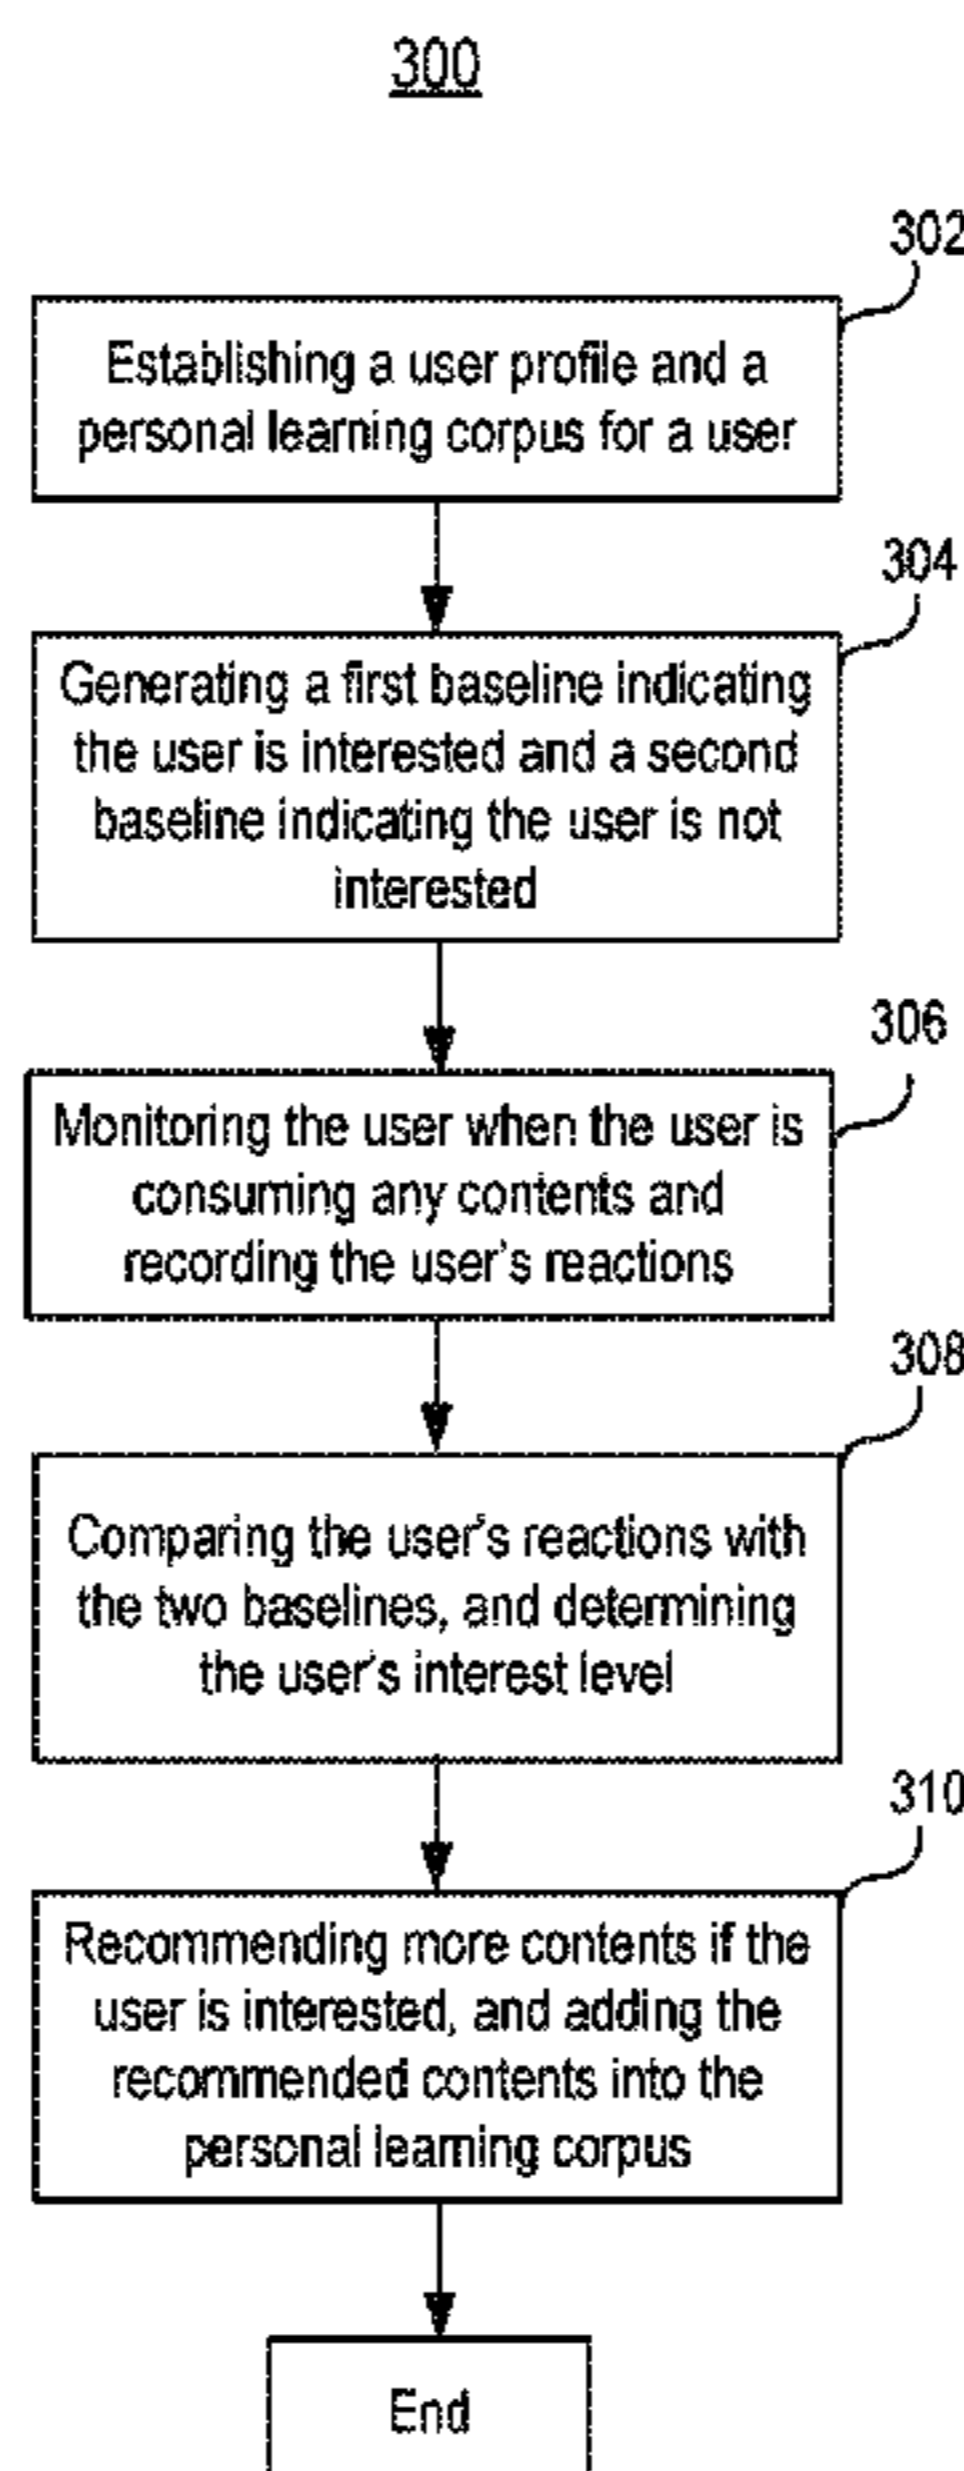 300
302
Establishing a user profile and a
personal learning corpus for a user
304
Generating a first baseline indicating
the user is interested and a second
baseline indicating the user is not
interested
306
Monitoring the user when the user is
consuming any contents and
recording the user's reactions
308
Comparing the user's reactions with
the two baselines, and determining
the user's interest level
310
Recommending more contents if the
user is interested, and adding the
recommended contents into the
personal learning corpus
End